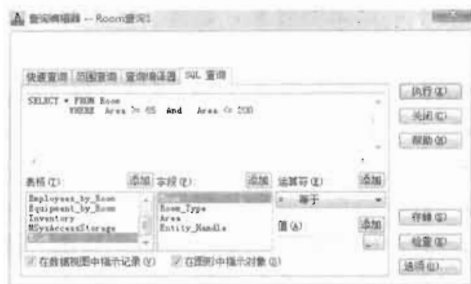 查询编辑器 -- Room查询1
快速查询 范围查询 查询编译器 SQL 查询
SELECT * FROM Room
WHERE Area >= 65 And Area <= 200
执行(X)
关闭(C)
帮助(H)
表格(T): 添加 字段(F): 添加 运算符(R) 添加
Employees_by_Room
Equipment_by_Room
Inventory
MSysAccessStorage
Room_Type
Area
Entity_Handle
= 等于
值(A) 添加
存储(S)
检查(K)
选项(U)...
在数据视图中指示记录(V) 在图形中指示对象(D)